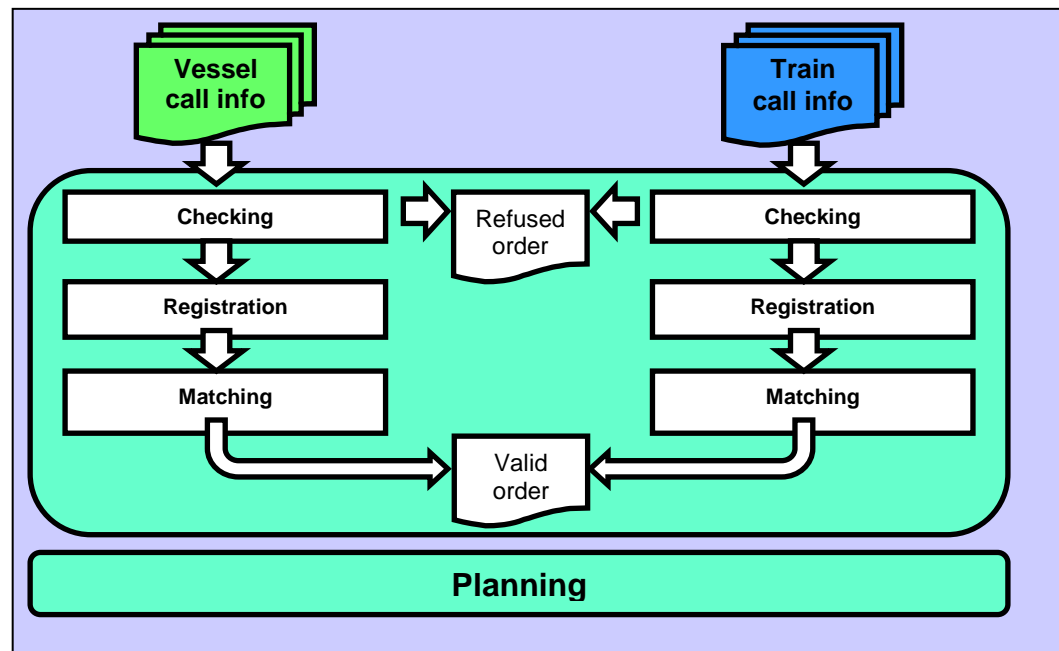 Vessel
call info
Train
call info
Checking
Refused
order
Checking
Registration
Registration
Matching
Matching
Valid
order
Planning